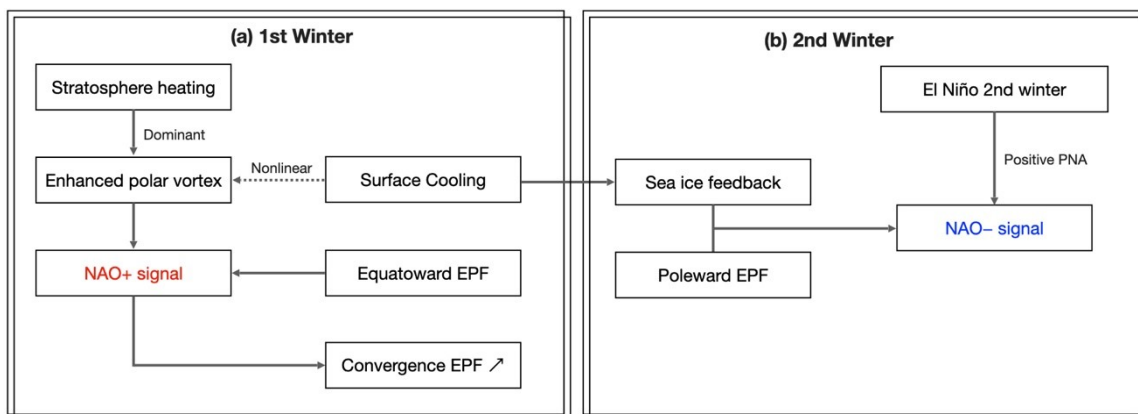 (a) 1st Winter
Stratosphere heating
Dominant
Enhanced polar vortex
Nonlinear
Surface Cooling
NAO+ signal
Equatoward EPF
Convergence EPF ↗
(b) 2nd Winter
El Niño 2nd winter
Positive PNA
Sea ice feedback
NAO− signal
Poleward EPF